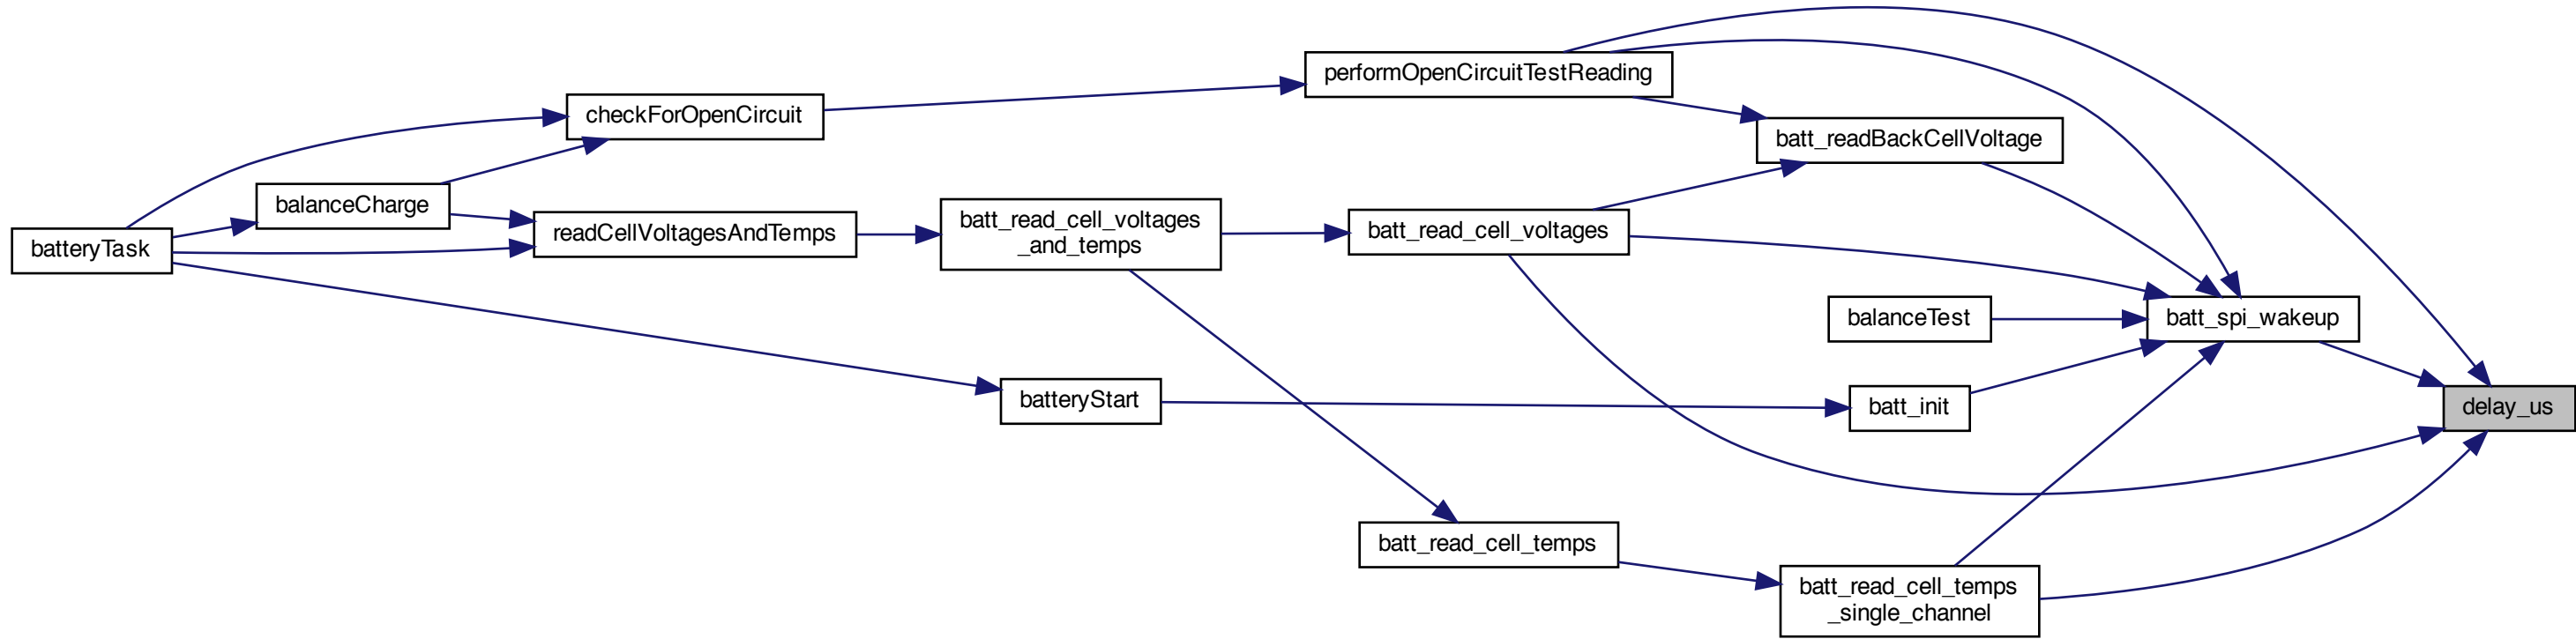 performOpenCircuitTestReading
checkForOpenCircuit
batt_readBackCellVoltage
balanceCharge
batt_read_cell_voltages
_and_temps
batt_read_cell_voltages
readCellVoltagesAndTemps
batteryTask
balanceTest
batt_spi_wakeup
batteryStart
batt_init
delay_us
batt_read_cell_temps
batt_read_cell_temps
_single_channel